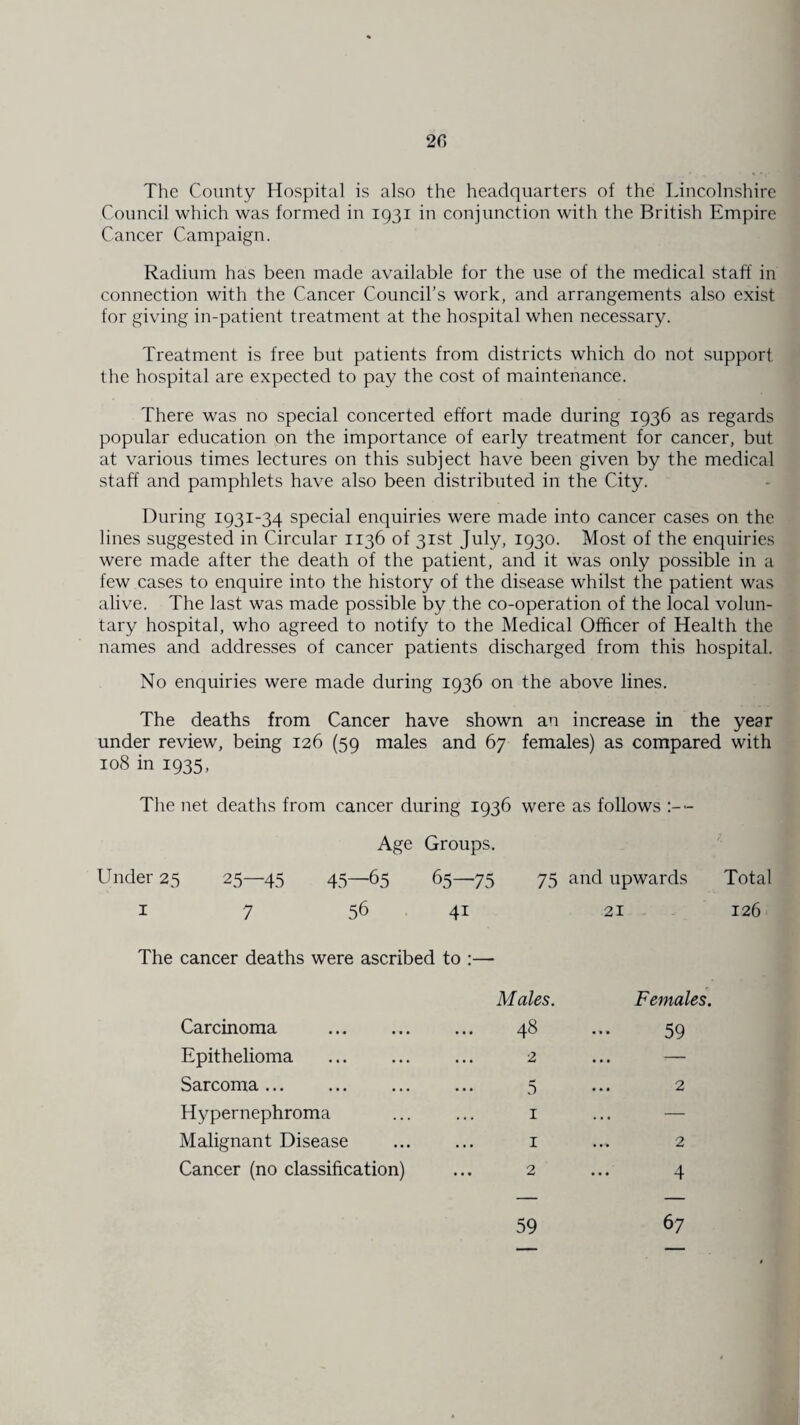 26
The County Hospital is also the headquarters of the Lincolnshire
Council which was formed in 1931 in conjunction with the British Empire
Cancer Campaign.
Radium has been made available for the use of the medical staff in
connection with the Cancer Council's work, and arrangements also exist
for giving in-patient treatment at the hospital when necessary.
Treatment is free but patients from districts which do not support
the hospital are expected to pay the cost of maintenance.
There was no special concerted effort made during 1936 as regards
popular education on the importance of early treatment for cancer, but
at various times lectures on this subject have been given by the medical
staff and pamphlets have also been distributed in the City.
During 1931-34 special enquiries were made into cancer cases on the
lines suggested in Circular 1136 of 31st July, 1930. Most of the enquiries
were made after the death of the patient, and it was only possible in a
few cases to enquire into the history of the disease whilst the patient was
alive. The last was made possible by the co-operation of the local volun-
tary hospital, who agreed to notify to the Medical Officer of Health the
names and addresses of cancer patients discharged from this hospital.
No enquiries were made during 1936 on the above lines.
The deaths from Cancer have shown an increase in the year
under review, being 126 (59 males and 67 females) as compared with
108 in 1935,
The net deaths from cancer during 1936 were as follows :—
Age Groups.
Under 25 25—45 45—65 65—75 75 and upwards Total
1 7 56 41 21 126
The cancer deaths were ascribed to :—
Males. Females.
Carcinoma ... ... ... 48 ... 59
Epithelioma ... ... ... 2 ... —
Sarcoma ... ... ... ... 5 ... 2
Hypernephroma ... ... 1 ... —
Malignant Disease ... ... 1 ... 2
Cancer (no classification) ... 2 ... 4
59 67